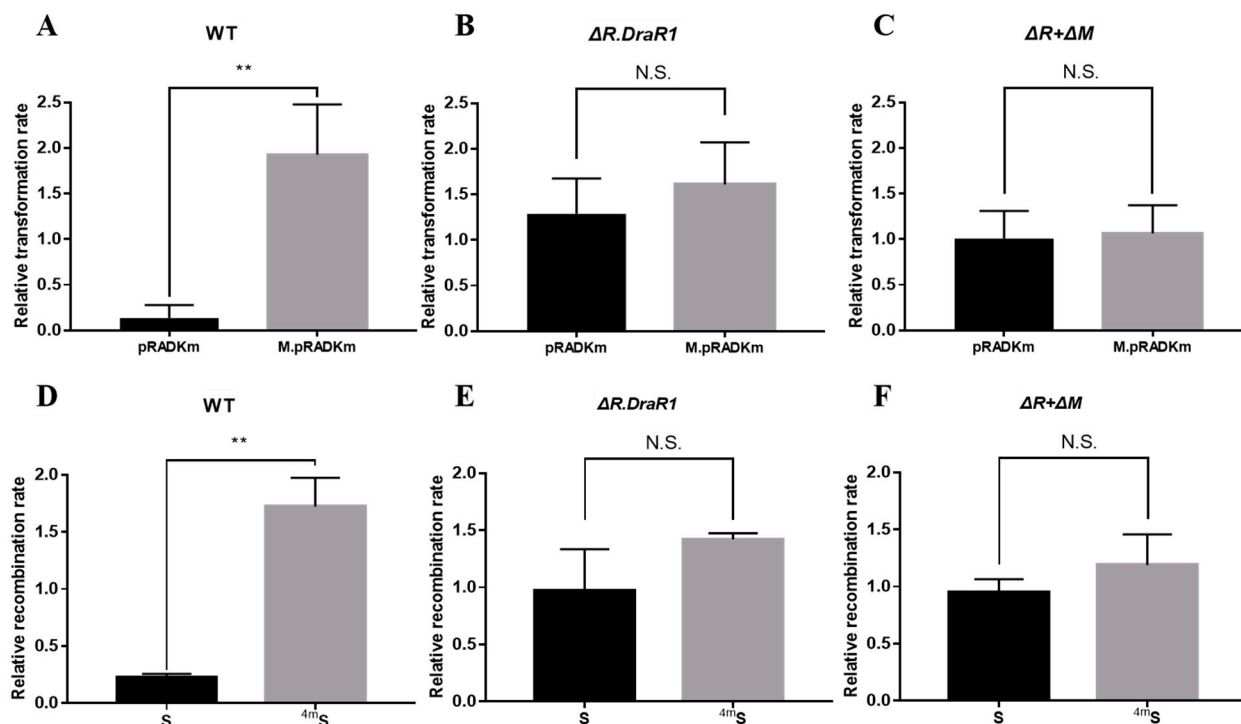 A
WT
**
Relative transformation rate
2.5
2.0
1.5
1.0
0.5
0.0
pRADKm
M.pRADKm
B
ΔR.DraR1
N.S.
Relative transformation rate
2.5
2.0
1.5
1.0
0.5
0.0
pRADKm
M.pRADKm
C
ΔR+ΔM
N.S.
Relative transformation rate
2.5
2.0
1.5
1.0
0.5
0.0
pRADKm
M.pRADKm
D
WT
**
Relative recombination rate
2.0
1.5
1.0
0.5
0.0
S
4mS
E
ΔR.DraR1
N.S.
Relative recombination rate
2.0
1.5
1.0
0.5
0.0
S
4mS
F
ΔR+ΔM
N.S.
Relative recombination rate
2.0
1.5
1.0
0.5
0.0
S
4mS